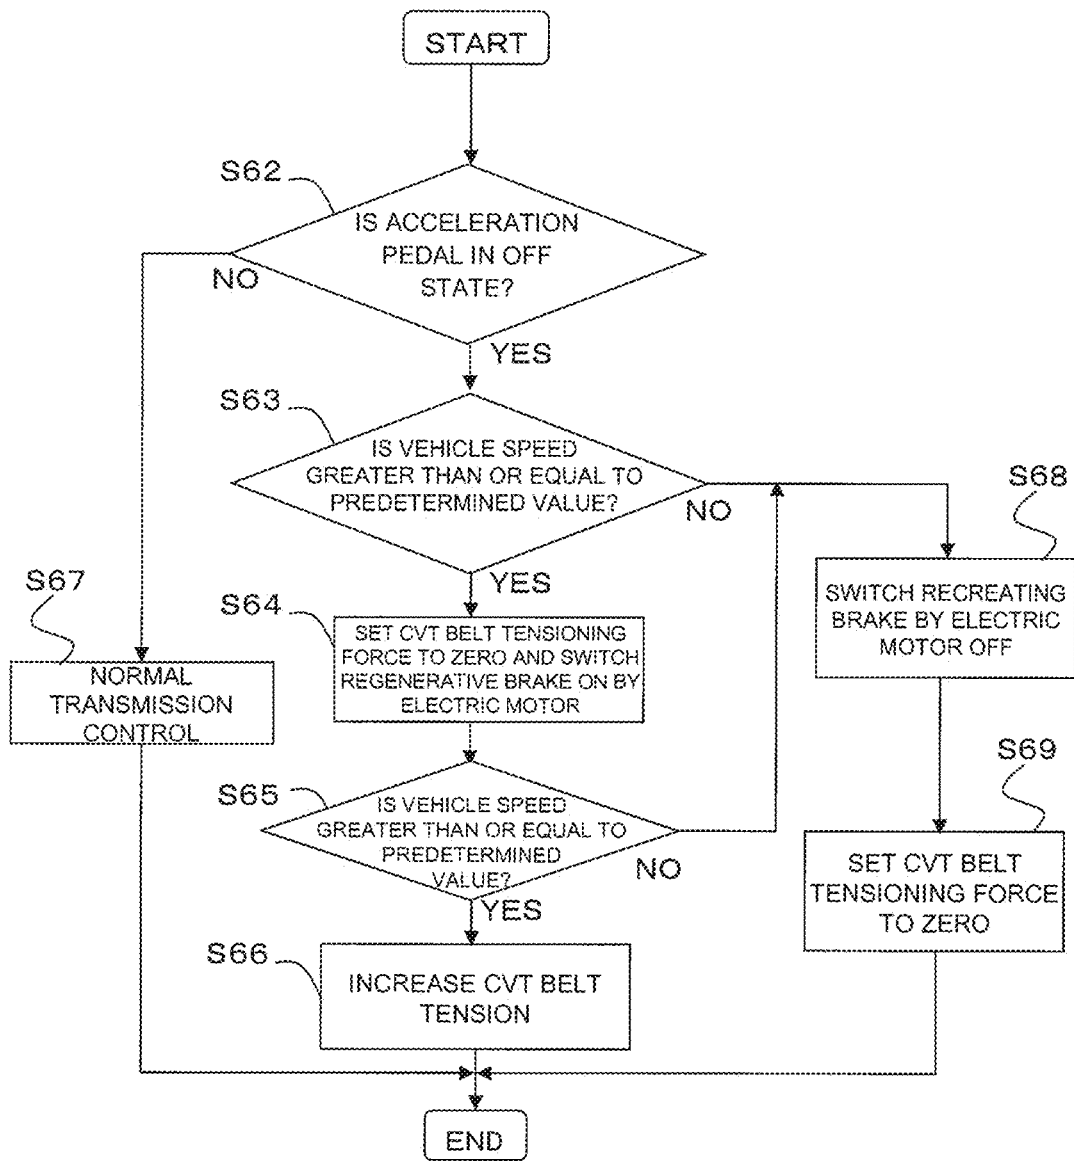 START
S62
IS ACCELERATION
PEDAL IN OFF
STATE?
NO
YES
S63
IS VEHICLE SPEED
GREATER THAN OR EQUAL TO
PREDETERMINED VALUE?
NO
YES
S64
SET CVT BELT TENSIONING
FORCE TO ZERO AND SWITCH
REGENERATIVE BRAKE ON BY
ELECTRIC MOTOR
S65
IS VEHICLE SPEED
GREATER THAN OR EQUAL TO
PREDETERMINED
VALUE?
NO
YES
S66
INCREASE CVT BELT
TENSION
S67
NORMAL
TRANSMISSION
CONTROL
S68
SWITCH RECREATING
BRAKE BY ELECTRIC
MOTOR OFF
S69
SET CVT BELT
TENSIONING FORCE
TO ZERO
END